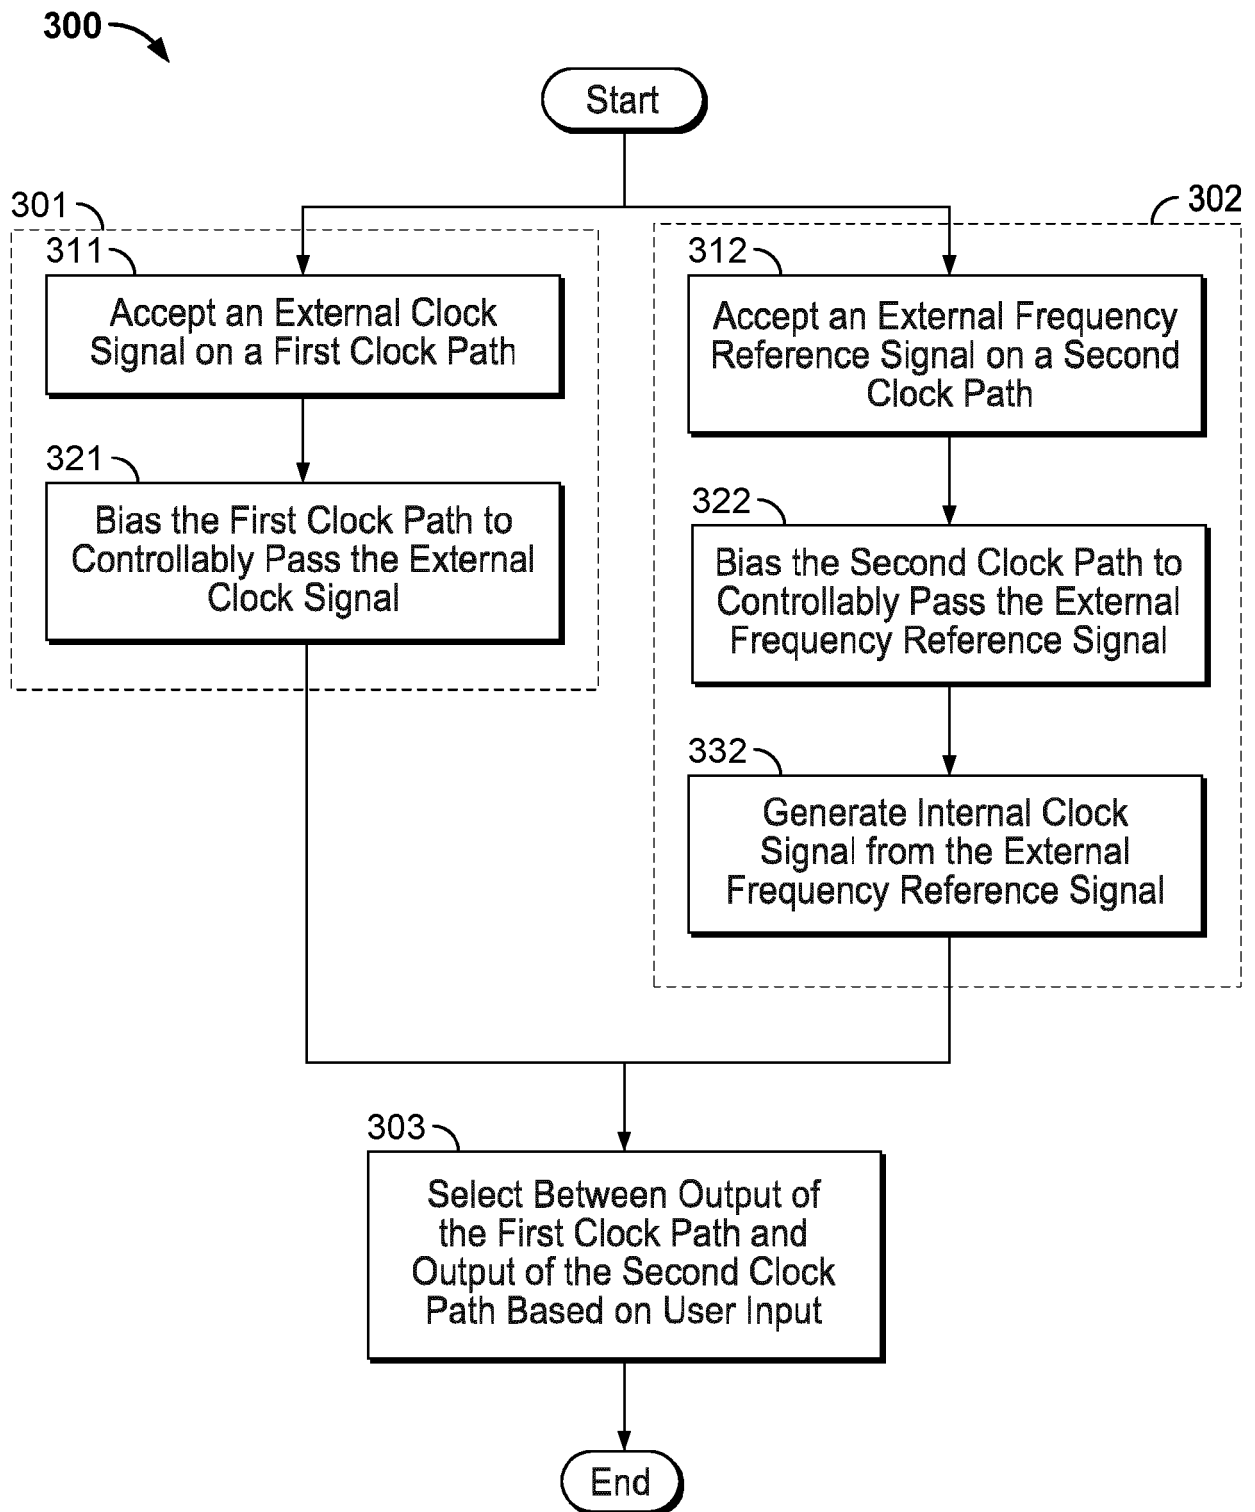 300
Start
301
302
311
Accept an External Clock
Signal on a First Clock Path
312
Accept an External Frequency
Reference Signal on a Second
Clock Path
321
Bias the First Clock Path to
Controllably Pass the External
Clock Signal
322
Bias the Second Clock Path to
Controllably Pass the External
Frequency Reference Signal
332
Generate Internal Clock
Signal from the External
Frequency Reference Signal
303
Select Between Output of
the First Clock Path and
Output of the Second Clock
Path Based on User Input
End